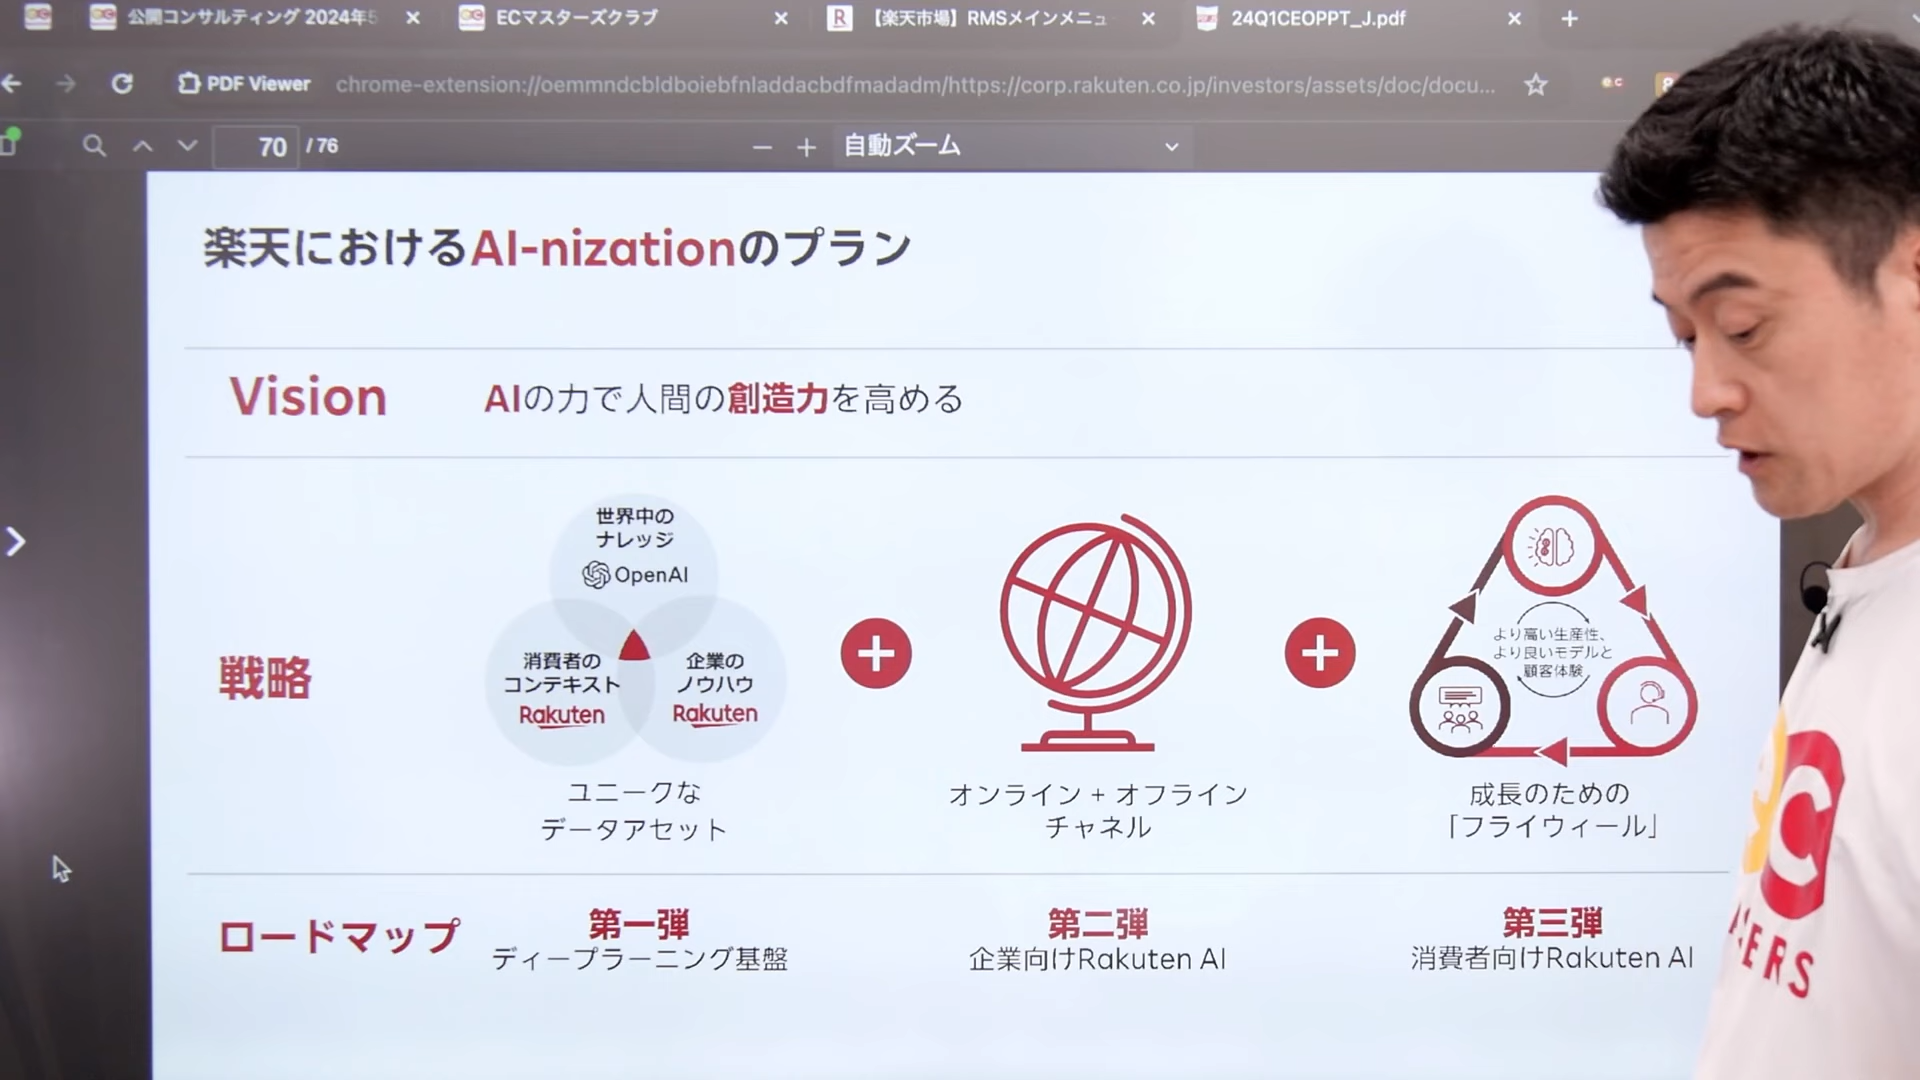 公開コンサルティング 2024年5
ECマスターズクラブ
【楽天市場】RMSメインメニュ
24Q1CEOPPT_J.pdf
PDF Viewer
chrome-extension://oemmndcbldboiebfnladdacbdfmadadm/https://corp.rakuten.co.jp/investors/assets/doc/docu...
70 / 76
自動ズーム
楽天におけるAI-nizationのプラン
Vision
AIの力で人間の創造力を高める
戦略
世界中の
ナレッジ
OpenAI
消費者の
コンテキスト
Rakuten
企業の
ノウハウ
Rakuten
ユニークな
データアセット
オンライン + オフライン
チャネル
より高い生産性、
より良いモデルと
顧客体験
成長のための
「フライウィール」
ロードマップ
第一弾
ディープラーニング基盤
第二弾
企業向けRakuten AI
第三弾
消費者向けRakuten AI
C
ERS